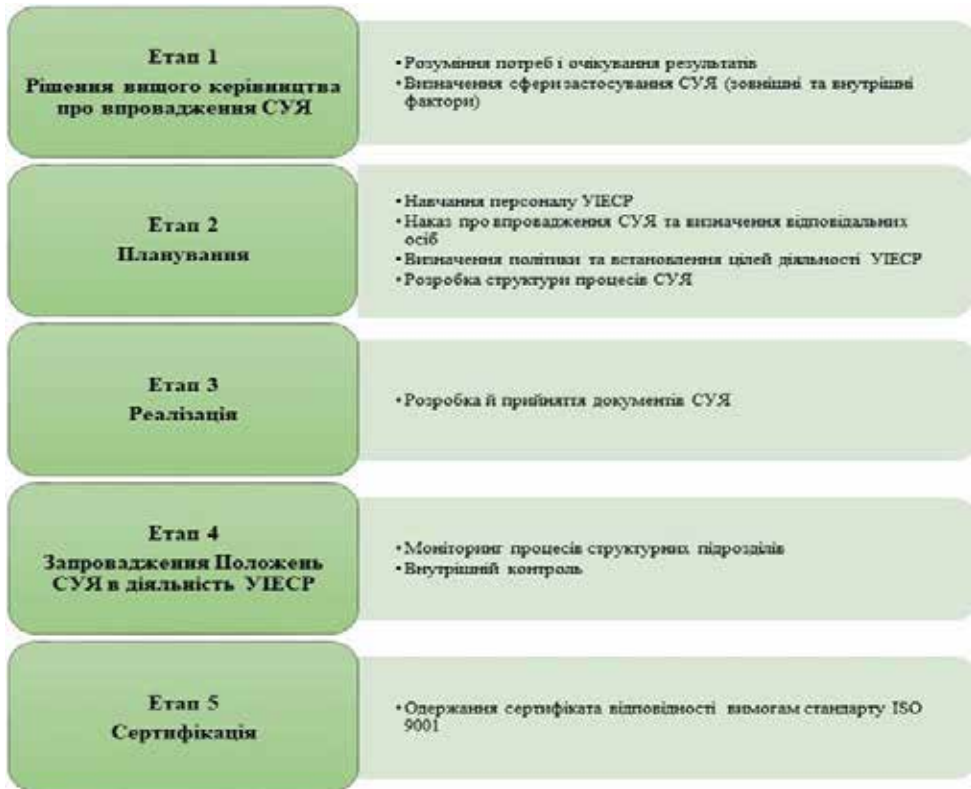 Етап 1
Рішення вищого керівництва
про впровадження СУЯ
• Розуміння потреб і очікування результатів
• Визначення сфери застосування СУЯ (зовнішні та внутрішні
фактори)
Етап 2
Планування
• Навчання персоналу УІЕСР
• Наказ про впровадження СУЯ та визначення відповідальних
осіб
• Визначення політики та встановлення цілей діяльності УІЕСР
• Розробка структури процесів СУЯ
Етап 3
Реалізація
• Розробка й прийняття документів СУЯ
Етап 4
Запровадження Положень
СУЯ в діяльність УІЕСР
• Моніторинг процесів структурних підрозділів
• Внутрішній контроль
Етап 5
Сертифікація
• Одержання сертифіката відповідності вимогам стандарту ISO
9001